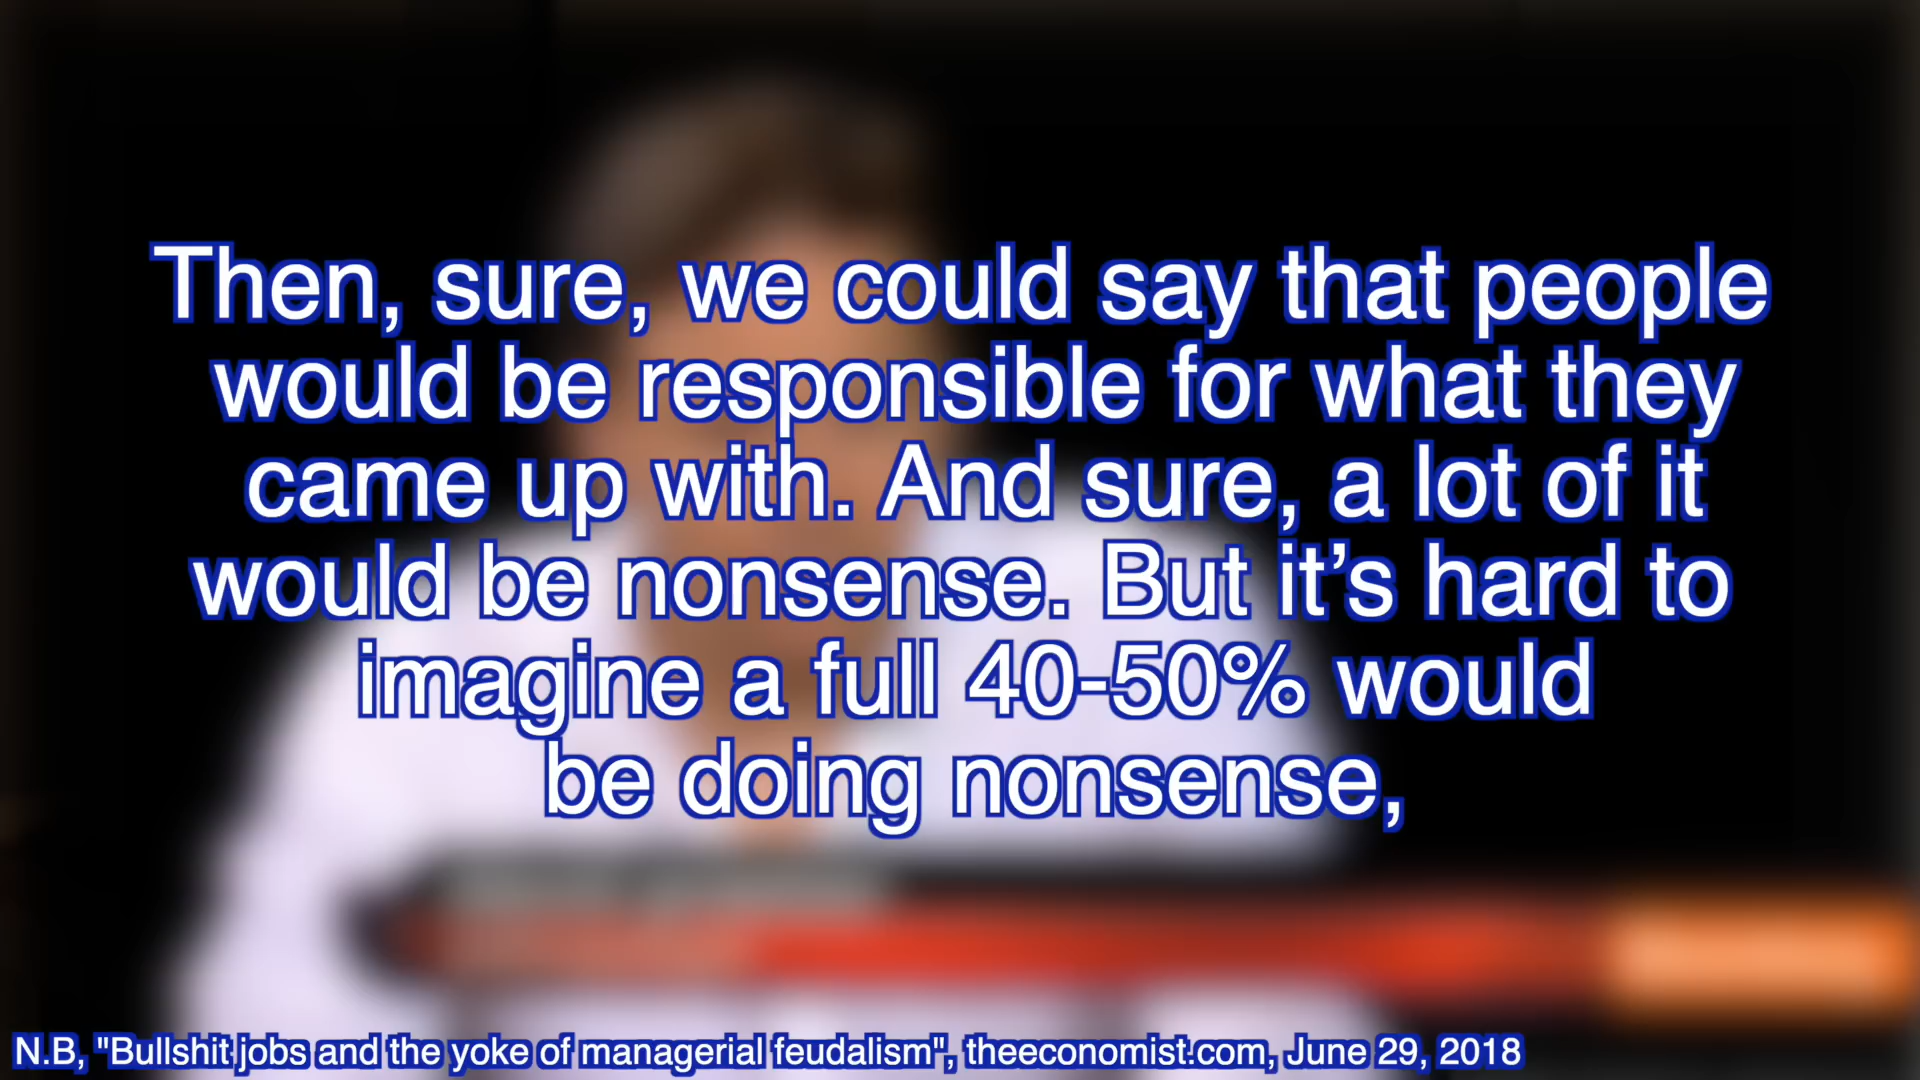 Then, sure, we could say that people
would be responsible for what they
came up with. And sure, a lot of it
would be nonsense. But it’s hard to
imagine a full 40-50% would
be doing nonsense,
N.B, "Bullshit jobs and the yoke of managerial feudalism", theeconomist.com, June 29, 2018